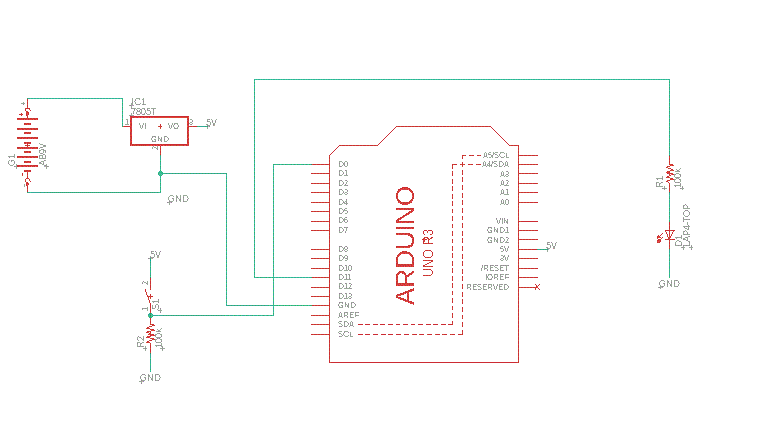 IC1
7805T
1
VI
VO
3
5V
GND
2
G1
AB9V
GND
5V
2
S1
1
R2
100k
GND
ARDUINO
UNO R3
D0
D1
D2
D3
D4
D5
D6
D7
D8
D9
D10
D11
D12
D13
GND
AREF
SDA
SCL
A5/SCL
A4/SDA
A3
A2
A1
A0
VIN
GND1
GND2
5V
3V
/RESET
IOREF
RESERVED
5V
R1
100k
D1
LAP4-TOP
GND